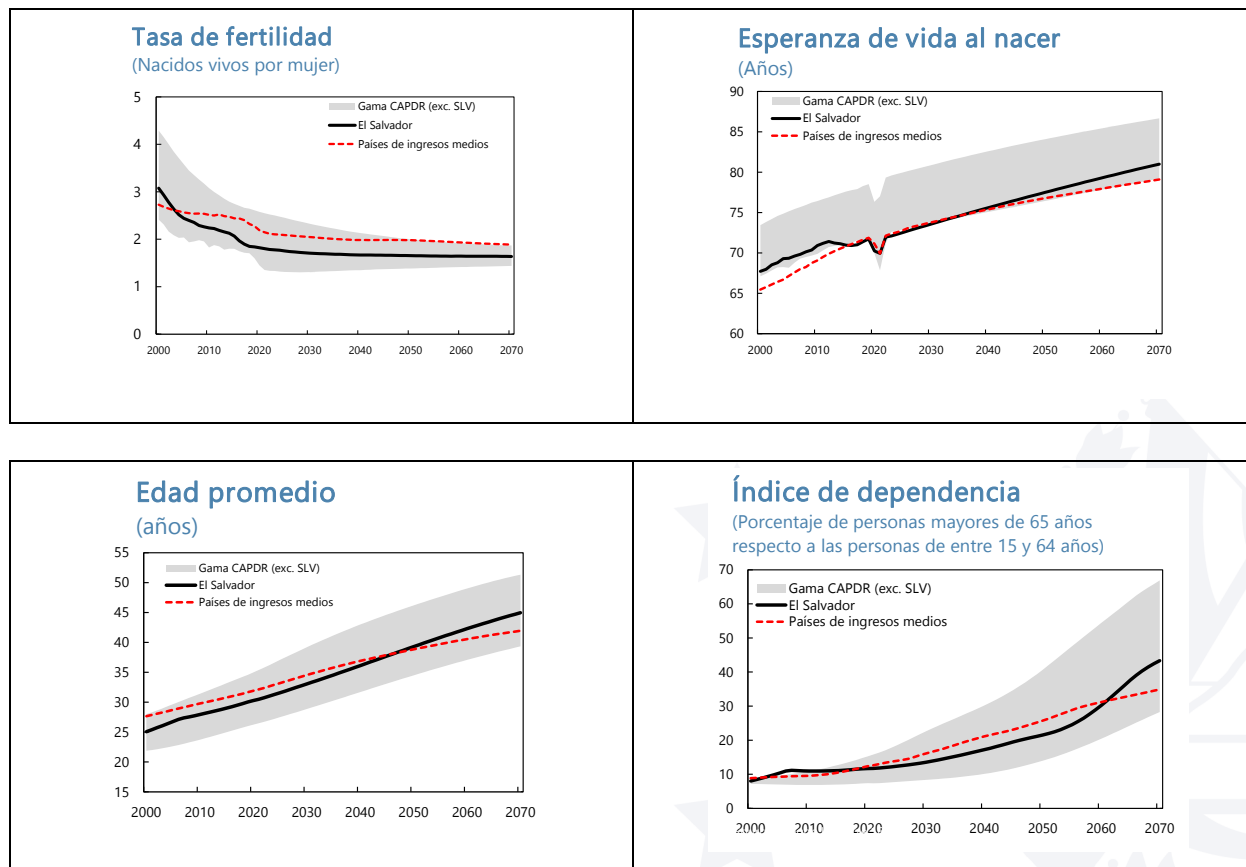 Tasa de fertilidad
(Nacidos vivos por mujer)
5
4
3
2
1
0
Gama CAPDR (exc. SLV)
El Salvador
Países de ingresos medios
2000 2010 2020 2030 2040 2050 2060 2070
Esperanza de vida al nacer
(Años)
90
85
80
75
70
65
60
Gama CAPDR (exc. SLV)
El Salvador
Países de ingresos medios
2000 2010 2020 2030 2040 2050 2060 2070
Edad promedio
(años)
55
50
45
40
35
30
25
20
15
Gama CAPDR (exc. SLV)
El Salvador
Países de ingresos medios
2000 2010 2020 2030 2040 2050 2060 2070
Índice de dependencia
(Porcentaje de personas mayores de 65 años
respecto a las personas de entre 15 y 64 años)
70
60
50
40
30
20
10
0
Gama CAPDR (exc. SLV)
El Salvador
Países de ingresos medios
2000 2010 2020 2030 2040 2050 2060 2070